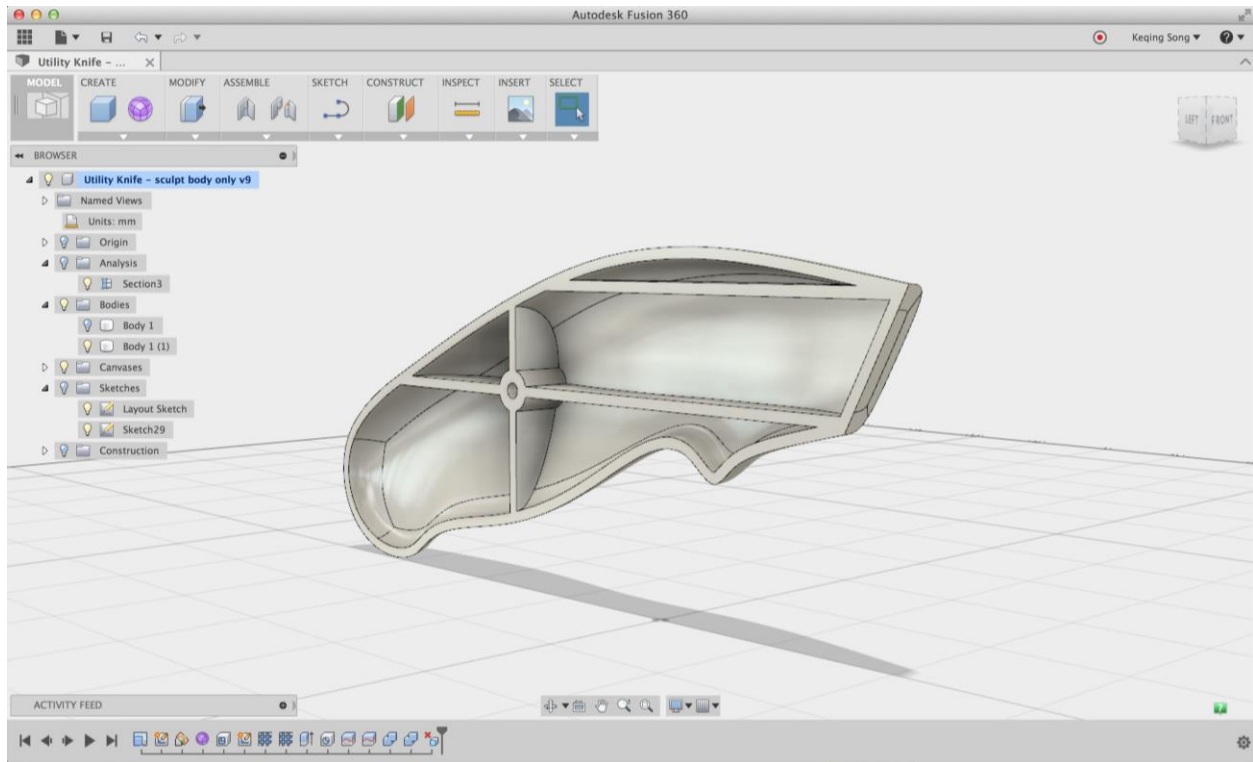 Autodesk Fusion 360
Keqing Song
Utility Knife – ...
MODEL CREATE MODIFY ASSEMBLE SKETCH CONSTRUCT INSPECT INSERT SELECT
LEFT FRONT
BROWSER
Utility Knife – sculpt body only v9
Named Views
Units: mm
Origin
Analysis
Section3
Bodies
Body 1
Body 1 (1)
Canvases
Sketches
Layout Sketch
Sketch29
Construction
ACTIVITY FEED